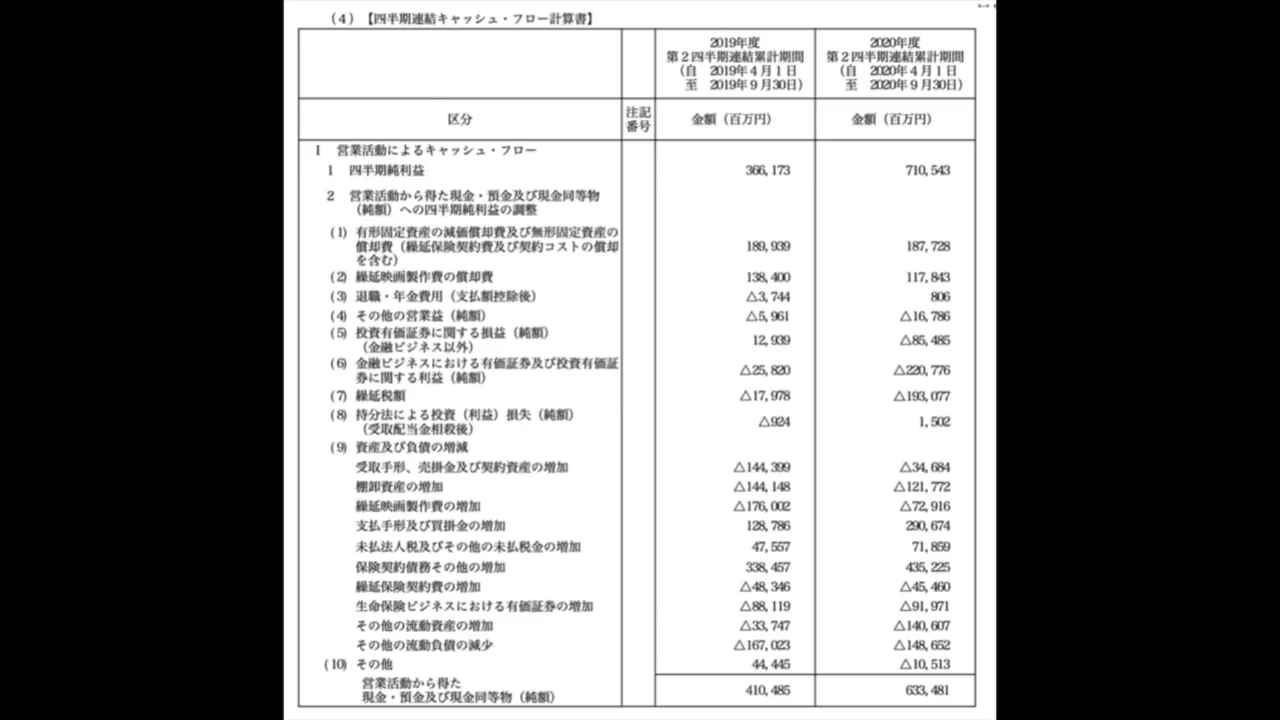 （４）【四半期連結キャッシュ・フロー計算書】
2019年度
第２四半期連結累計期間
（自　2019年４月１日
至　2019年９月30日）
2020年度
第２四半期連結累計期間
（自　2020年４月１日
至　2020年９月30日）
区分
注記
番号
金額（百万円）
金額（百万円）
Ⅰ　営業活動によるキャッシュ・フロー
１　四半期純利益 366,173 710,543
２　営業活動から得た現金・預金及び現金同等物
（純額）への四半期純利益の調整
(1) 有形固定資産の減価償却費及び無形固定資産の
償却費（繰延保険契約費及び契約コストの償却 189,939 187,728
を含む）
(2) 繰延映画製作費の償却費 138,400 117,843
(3) 退職・年金費用（支払額控除後） △3,744 806
(4) その他の営業益（純額） △5,961 △16,786
(5) 投資有価証券に関する損益（純額）
（金融ビジネス以外） 12,939 △85,485
(6) 金融ビジネスにおける有価証券及び投資有価証
券に関する利益（純額） △25,820 △220,776
(7) 繰延税額 △17,978 △193,077
(8) 持分法による投資（利益）損失（純額）
（受取配当金相殺後） △924 1,502
(9) 資産及び負債の増減
受取手形、売掛金及び契約資産の増加 △144,399 △34,684
棚卸資産の増加 △144,148 △121,772
繰延映画製作費の増加 △176,002 △72,916
支払手形及び買掛金の増加 128,786 290,674
未払法人税及びその他の未払税金の増加 47,557 71,859
保険契約債務その他の増加 338,457 435,225
繰延保険契約費の増加 △48,346 △45,460
生命保険ビジネスにおける有価証券の増加 △88,119 △91,971
その他の流動資産の増加 △33,747 △140,607
その他の流動負債の減少 △167,023 △148,652
(10) その他 44,445 △10,513
営業活動から得た
現金・預金及び現金同等物（純額） 410,485 633,481